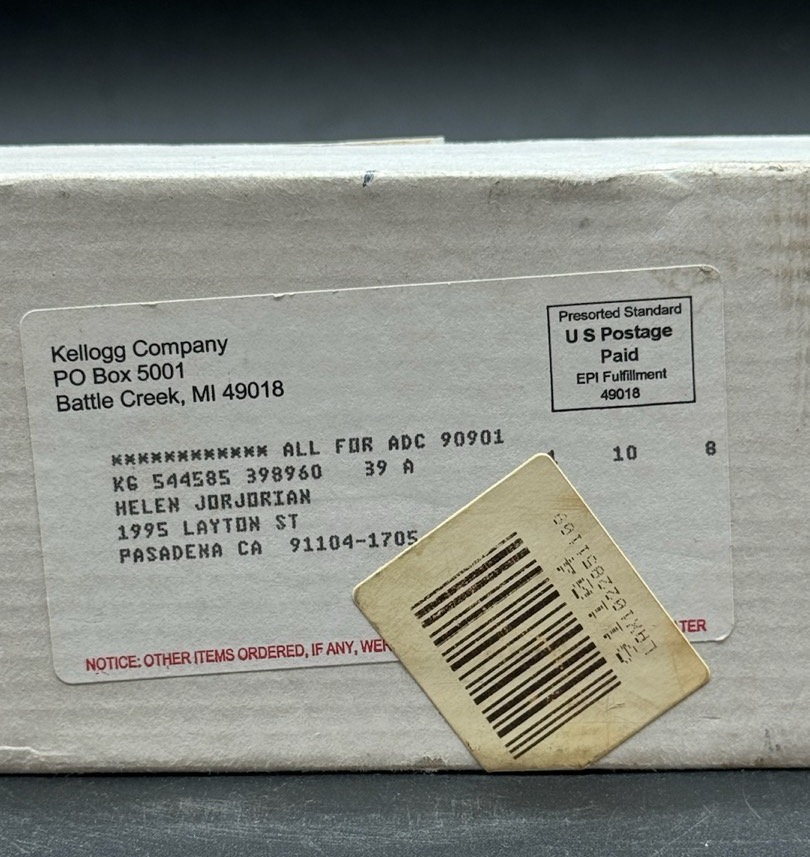 Kellogg Company
PO Box 5001
Battle Creek, MI 49018
Presorted Standard
U S Postage
Paid
EPI Fulfillment
49018
************ ALL FOR ADC 90901
10 8
KG 544585 398960 39 A
HELEN JORJORIAN
1995 LAYTON ST
PASADENA CA 91104-1705
NOTICE: OTHER ITEMS ORDERED, IF ANY,